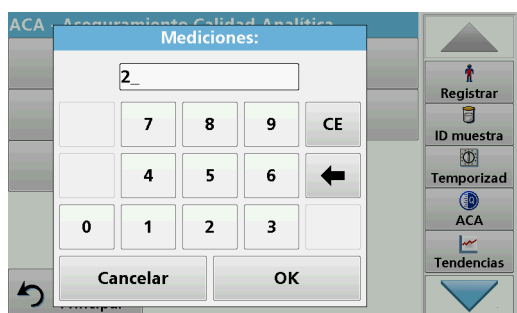 ACA - Aseguramiento Calidad Analítica
Mediciones:
2_
7 8 9 CE
4 5 6
0 1 2 3
Cancelar OK
Principal
Registrar
ID muestra
Temporizad
ACA
Tendencias